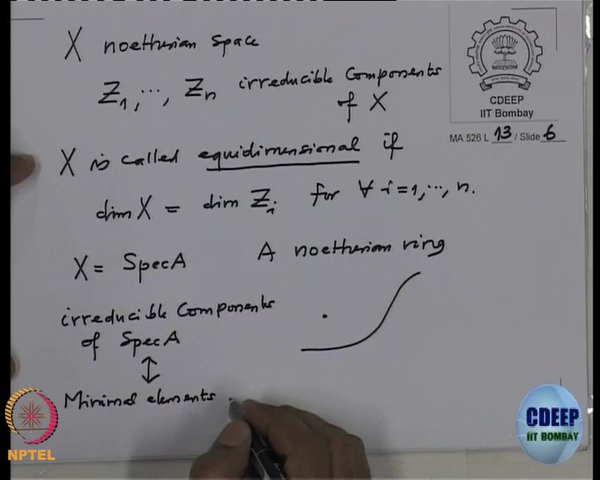 X noetherian space
Z₁, ..., Zₙ irreducible components of X
CDEEP
IIT Bombay
MA 526 L 13 / Slide 6
X is called equidimensional if
dim X = dim Zᵢ for ∀ i=1, ..., n.
X = Spec A A noetherian ring
irreducible components
of Spec A
↕
Minimal elements
NPTEL
CDEEP
IIT BOMBAY